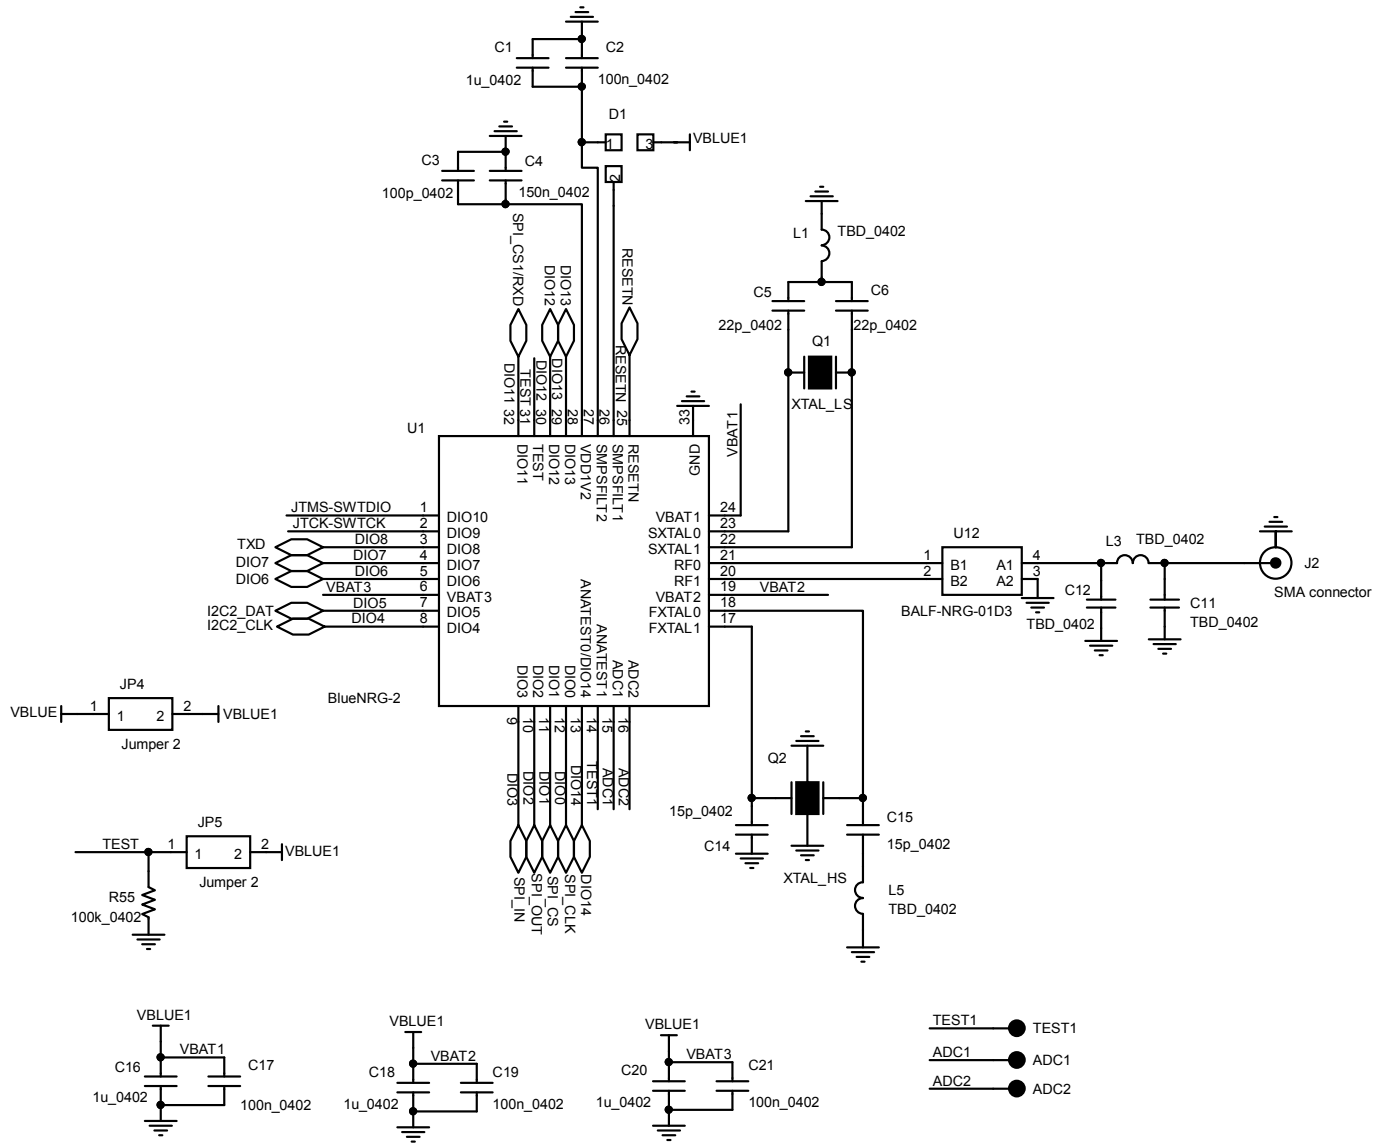 C1
C2
1u_0402
100n_0402
D1
1
3
VBLUE1
2
C3
C4
100p_0402
150n_0402
SPI_CS1/RXD
DIO12
DIO13
RESETN
L1
TBD_0402
C5
C6
22p_0402
22p_0402
Q1
XTAL_LS
DIO11
TEST
DIO12
DIO13
RESETN
32
31
30
29
28
27
26
25
33
VBAT1
U1
DIO11
TEST
DIO12
DIO13
VDD1V2
SMPSFILT2
SMPSFILT1
RESETN
GND
JTMS-SWTDIO 1 DIO10
JTCK-SWTCK 2 DIO9
TXD DIO8 3 DIO8
DIO7 DIO7 4 DIO7
DIO6 DIO6 5 DIO6
VBAT3 6 VBAT3
I2C2_DAT DIO5 7 DIO5
I2C2_CLK DIO4 8 DIO4
VBAT1 24
SXTAL0 23
SXTAL1 22
RF0 21
RF1 20
VBAT2 19 VBAT2
FXTAL0 18
FXTAL1 17
U12
1 B1 A1 4
2 B2 A2 3
BALF-NRG-01D3
L3 TBD_0402
C12
TBD_0402
C11
TBD_0402
J2
SMA connector
DIO3
DIO2
DIO1
DIO0
ANATEST0/DIO14
ANATEST1
ADC1
ADC2
BlueNRG-2
9
10
11
12
13
14
15
16
DIO3
DIO2
DIO1
DIO0
DIO14
TEST1
ADC1
ADC2
SPI_IN
SPI_OUT
SPI_CS
SPI_CLK
DIO14
JP4
VBLUE 1 1 2 2 VBLUE1
Jumper 2
JP5
TEST 1 1 2 2 VBLUE1
Jumper 2
R55
100k_0402
Q2
15p_0402
C14
XTAL_HS
C15
15p_0402
L5
TBD_0402
VBLUE1
VBAT1
C16
C17
1u_0402
100n_0402
VBLUE1
VBAT2
C18
C19
1u_0402
100n_0402
VBLUE1
VBAT3
C20
C21
1u_0402
100n_0402
TEST1 TEST1
ADC1 ADC1
ADC2 ADC2